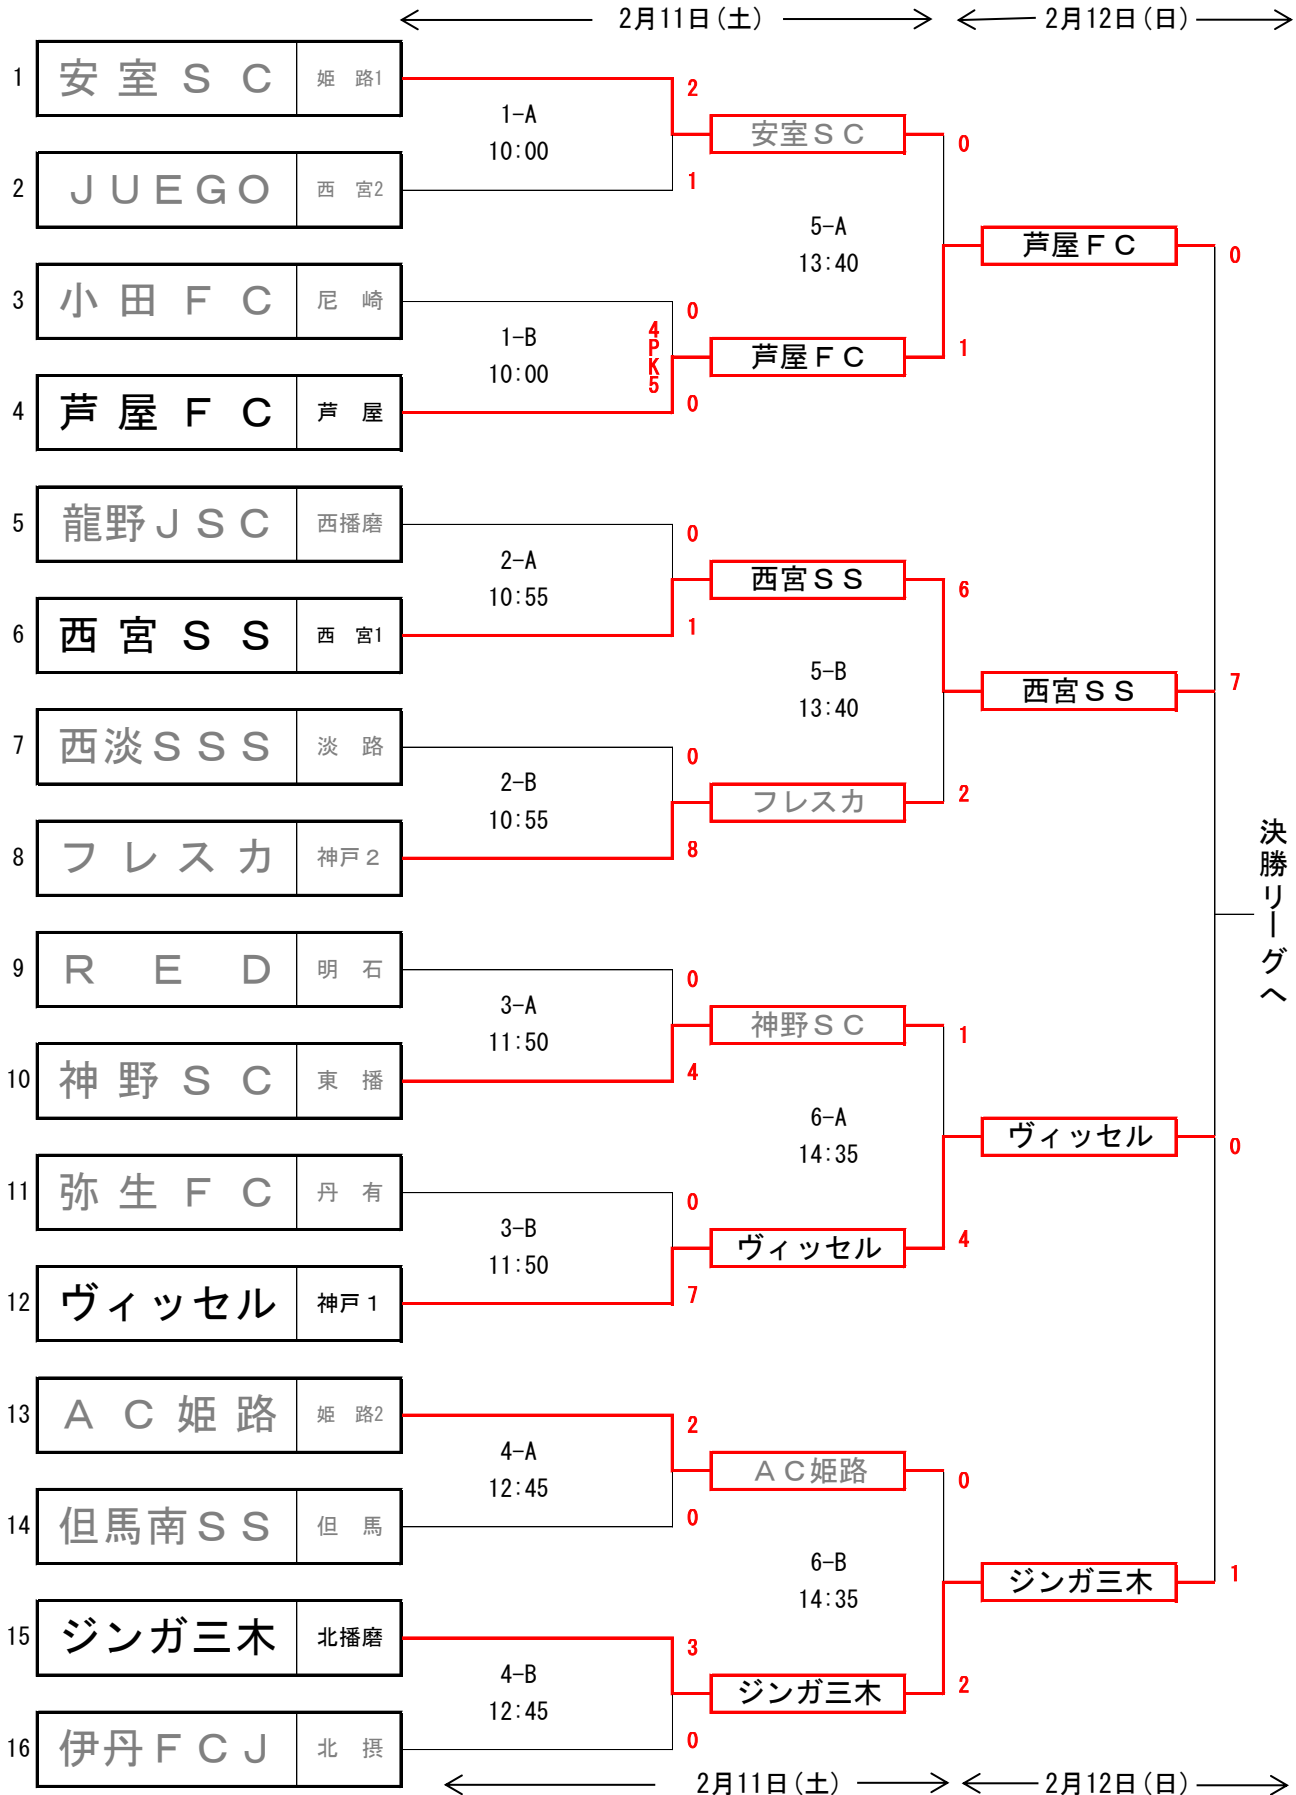 2月11日(土) 2月12日(日)
1 安室ＳＣ 姫 路1
2
1-A
10:00
安室ＳＣ
0
2 ＪＵＥＧＯ 西 宮2
1
5-A
13:40
芦屋ＦＣ
0
3 小田ＦＣ 尼 崎
0
1-B
10:00
4PK5
芦屋ＦＣ
1
4 芦屋ＦＣ 芦 屋
0
5 龍野ＪＳＣ 西播磨
0
2-A
10:55
西宮ＳＳ
6
6 西宮ＳＳ 西 宮1
1
5-B
13:40
西宮ＳＳ
7
7 西淡ＳＳＳ 淡 路
0
2-B
10:55
フレスカ
2
8 フレスカ 神戸２
8
決勝リーグへ
9 ＲＥＤ 明 石
0
3-A
11:50
神野ＳＣ
1
10 神野ＳＣ 東 播
4
6-A
14:35
ヴィッセル
0
11 弥生ＦＣ 丹 有
0
3-B
11:50
ヴィッセル
4
12 ヴィッセル 神戸１
7
13 ＡＣ姫路 姫 路2
2
4-A
12:45
ＡＣ姫路
0
14 但馬南ＳＳ 但 馬
0
6-B
14:35
ジンガ三木
1
15 ジンガ三木 北播磨
3
4-B
12:45
ジンガ三木
2
16 伊丹ＦＣＪ 北 摂
0
2月11日(土) 2月12日(日)